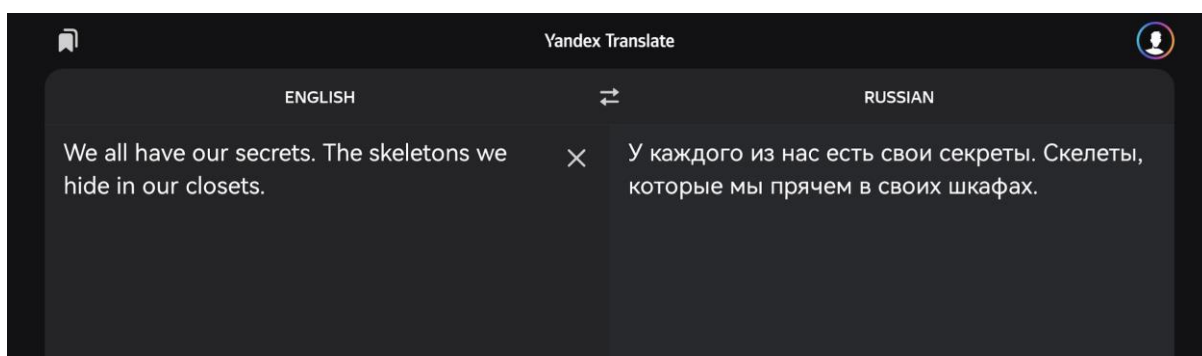 Yandex Translate
ENGLISH
RUSSIAN
We all have our secrets. The skeletons we
hide in our closets.
У каждого из нас есть свои секреты. Скелеты,
которые мы прячем в своих шкафах.